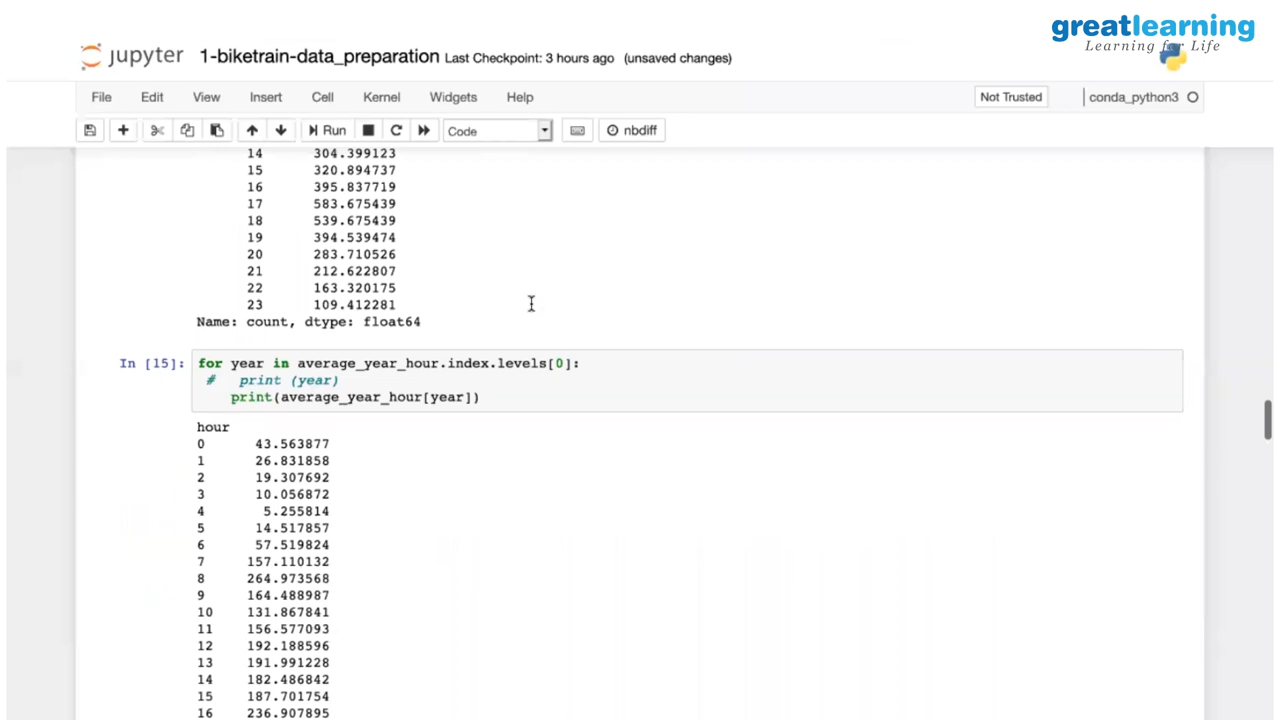 greatlearning
Learning for Life
jupyter 1-biketrain-data_preparation Last Checkpoint: 3 hours ago (unsaved changes)
File Edit View Insert Cell Kernel Widgets Help Not Trusted conda_python3
Run Code nbdiff
14 304.399123
15 320.894737
16 395.837719
17 583.675439
18 539.675439
19 394.539474
20 283.710526
21 212.622807
22 163.320175
23 109.412281
Name: count, dtype: float64
In [15]: for year in average_year_hour.index.levels[0]:
# print (year)
print(average_year_hour[year])
hour
0 43.563877
1 26.831858
2 19.307692
3 10.056872
4 5.255814
5 14.517857
6 57.519824
7 157.110132
8 264.973568
9 164.488987
10 131.867841
11 156.577093
12 192.188596
13 191.991228
14 182.486842
15 187.701754
16 236.907895